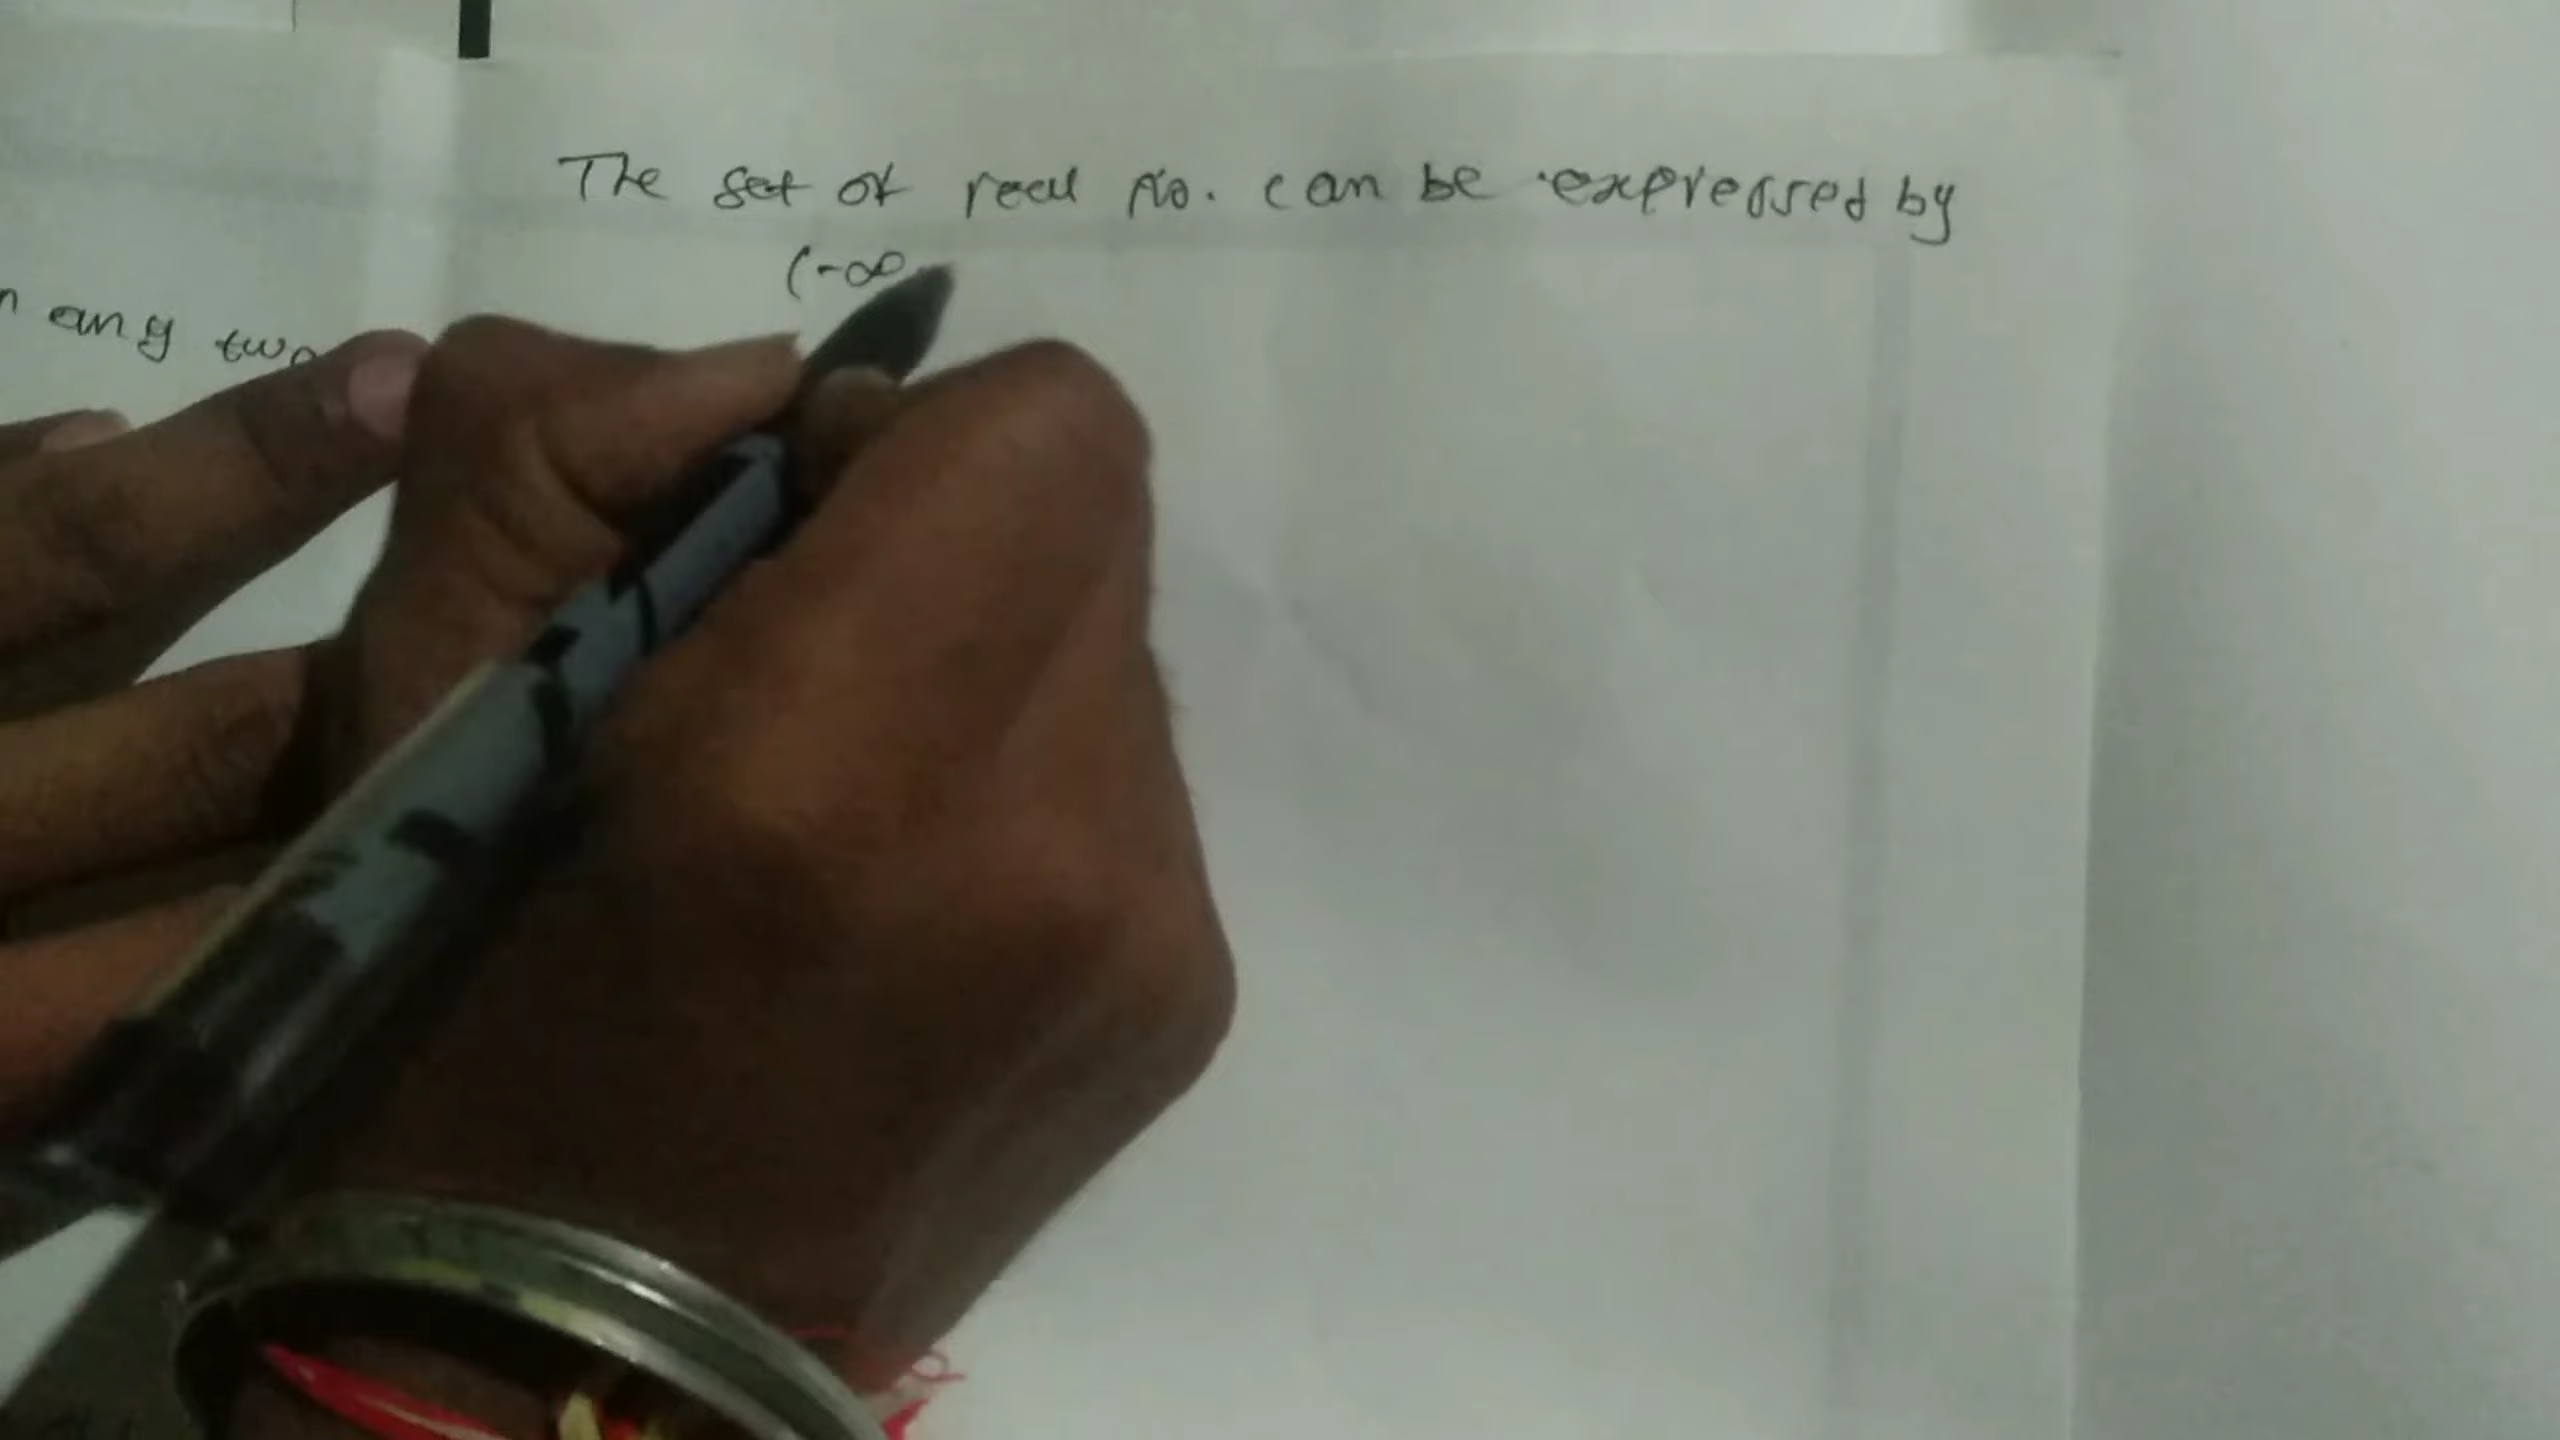 The set of real no. can be expressed by
(-∞
n any two